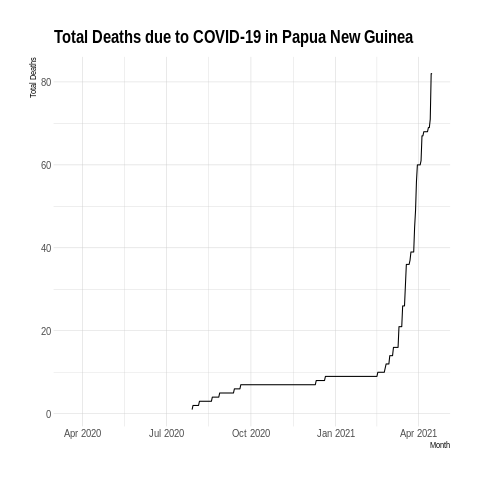 Total Deaths due to COVID-19 in Papua New Guinea
Total Deaths
80
60
40
20
0
Apr 2020 Jul 2020 Oct 2020 Jan 2021 Apr 2021
Month